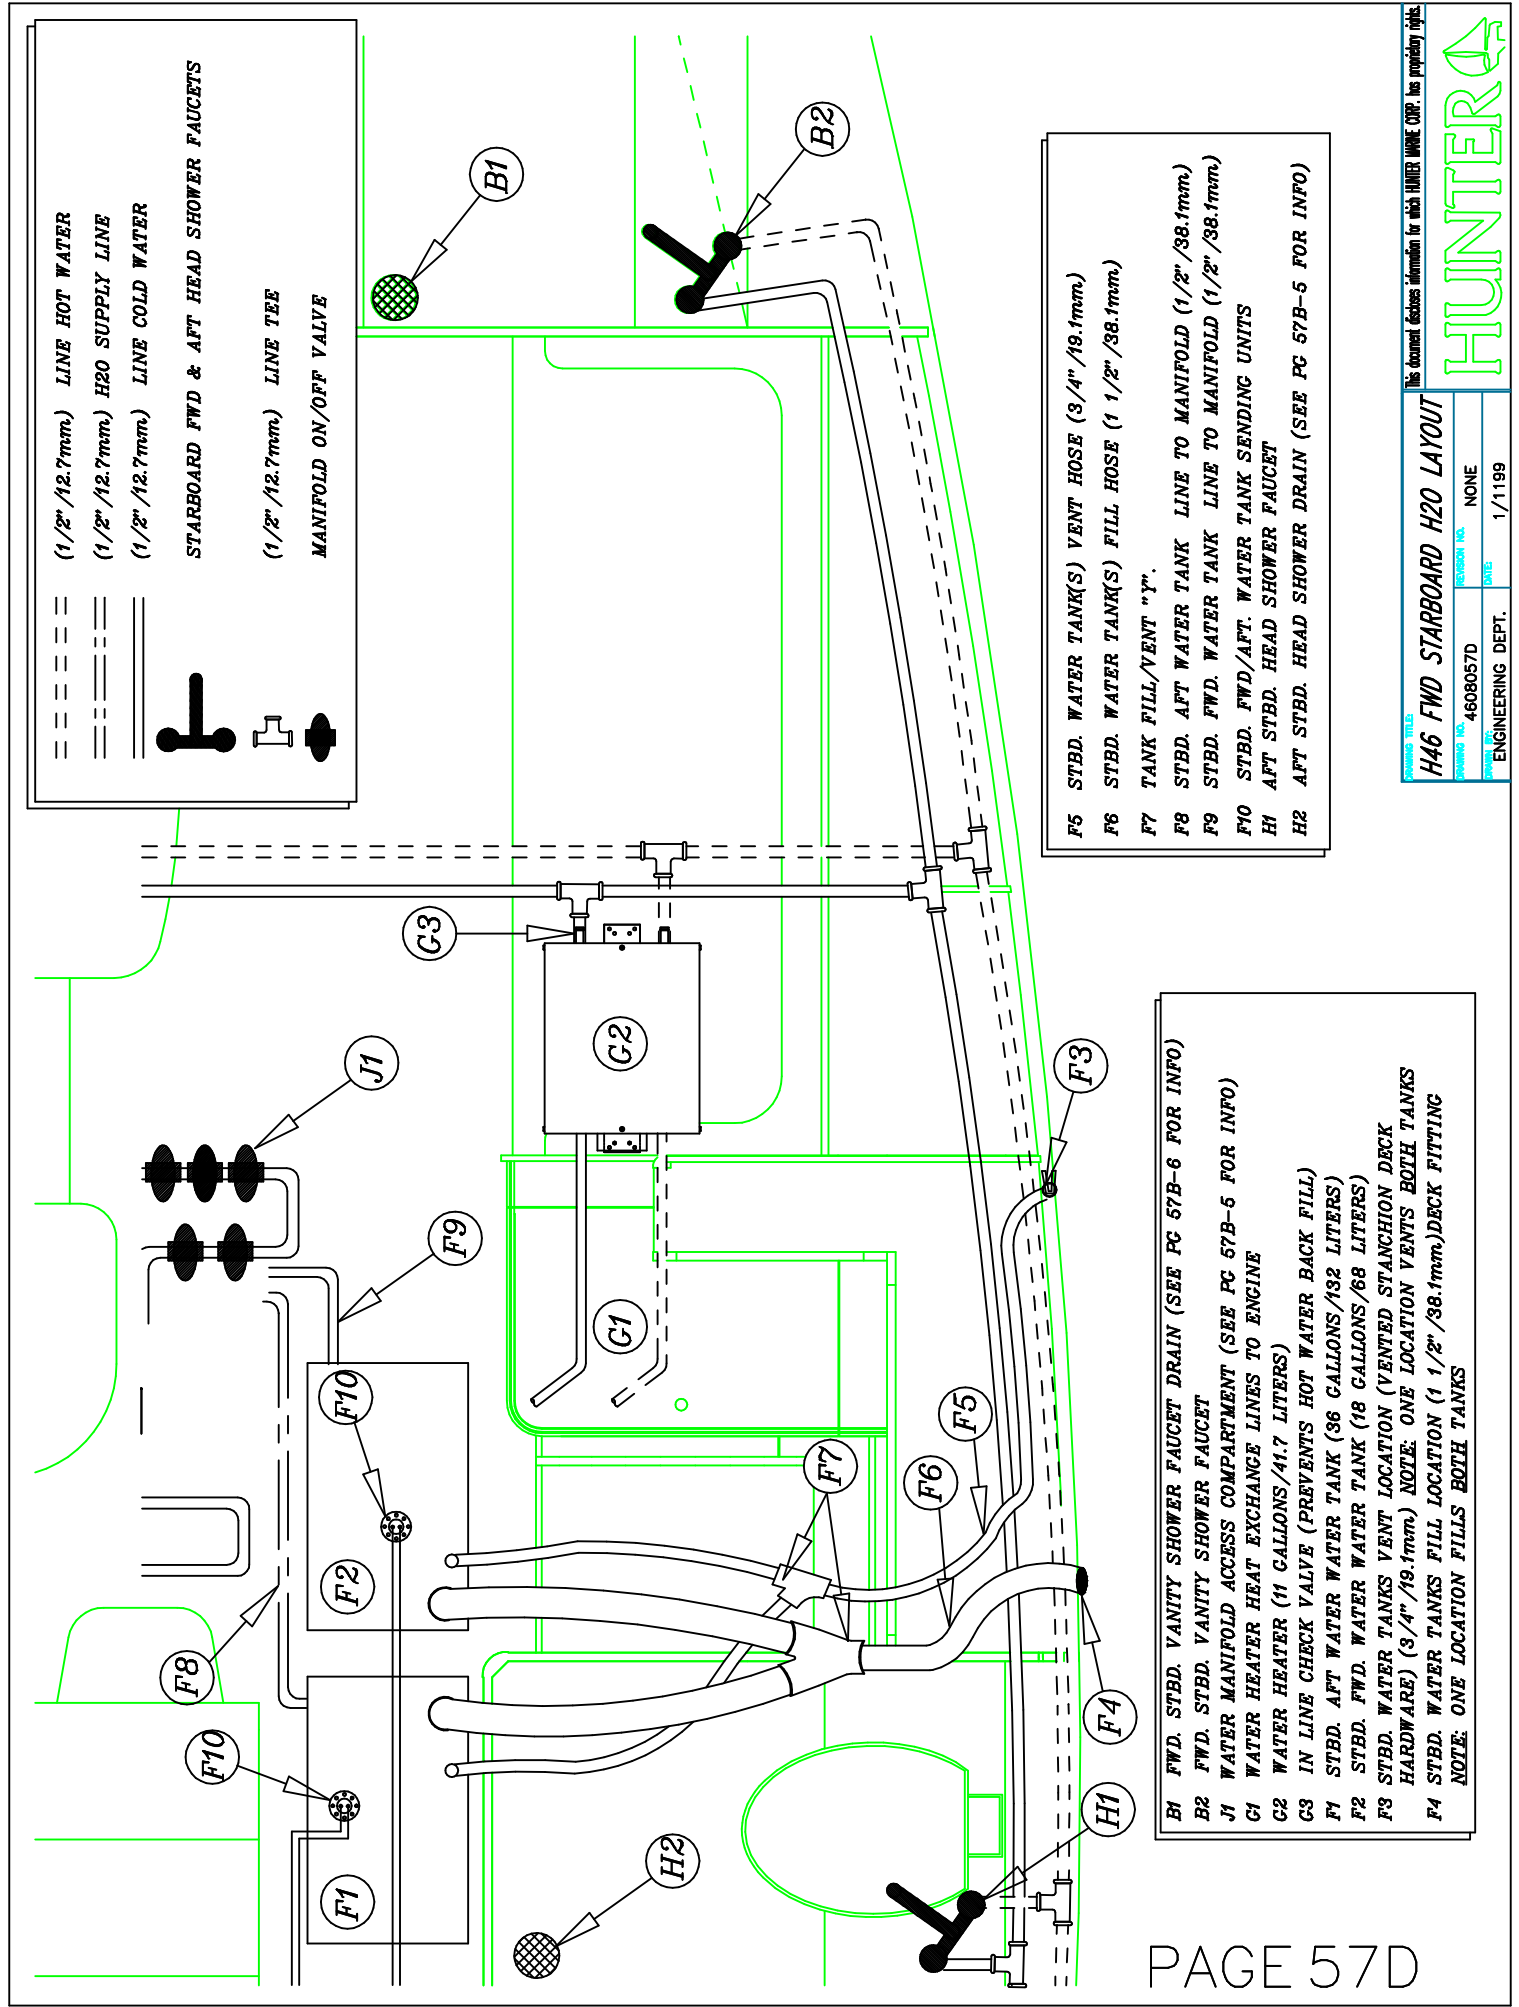 (1/2"/12.7mm) LINE HOT WATER
(1/2"/12.7mm) H2O SUPPLY LINE
(1/2"/12.7mm) LINE COLD WATER
STARBOARD FWD & AFT HEAD SHOWER FAUCETS
(1/2"/12.7mm) LINE TEE
MANIFOLD ON/OFF VALVE
B1
B2
G3
G2
J1
F3
F9
G1
F10
F5
F7
F6
F2
F8
F10
F4
F1
H2
H1
F5 STBD. WATER TANK(S) VENT HOSE (3/4"/19.1mm)
F6 STBD. WATER TANK(S) FILL HOSE (1 1/2"/38.1mm)
F7 TANK FILL/VENT "Y".
F8 STBD. AFT WATER TANK LINE TO MANIFOLD (1/2"/38.1mm)
F9 STBD. FWD. WATER TANK LINE TO MANIFOLD (1/2"/38.1mm)
F10 STBD. FWD/AFT. WATER TANK SENDING UNITS
H1 AFT STBD. HEAD SHOWER FAUCET
H2 AFT STBD. HEAD SHOWER DRAIN (SEE PG 57B-5 FOR INFO)
B1 FWD. STBD. VANITY SHOWER FAUCET DRAIN (SEE PG 57B-6 FOR INFO)
B2 FWD. STBD. VANITY SHOWER FAUCET
J1 WATER MANIFOLD ACCESS COMPARTMENT (SEE PG 57B-5 FOR INFO)
G1 WATER HEATER HEAT EXCHANGE LINES TO ENGINE
G2 WATER HEATER (11 GALLONS/41.7 LITERS)
G3 IN LINE CHECK VALVE (PREVENTS HOT WATER BACK FILL)
F1 STBD. AFT WATER TANK (36 GALLONS/132 LITERS)
F2 STBD. FWD. WATER TANK (18 GALLONS/68 LITERS)
F3 STBD. WATER TANKS VENT LOCATION (VENTED STANCHION DECK
HARDWARE) (3/4"/19.1mm) NOTE: ONE LOCATION VENTS BOTH TANKS
F4 STBD. WATER TANKS FILL LOCATION (1 1/2"/38.1mm)DECK FITTING
NOTE: ONE LOCATION FILLS BOTH TANKS
This document discloses information for which HUNTER MARINE CORP. has proprietary rights.
HUNTER
DRAWING TITLE:
H46 FWD STARBOARD H2O LAYOUT
DRAWING NO.
4608057D
REVISION NO.
NONE
DRAWN BY:
ENGINEERING DEPT.
DATE:
1/1199
PAGE 57D